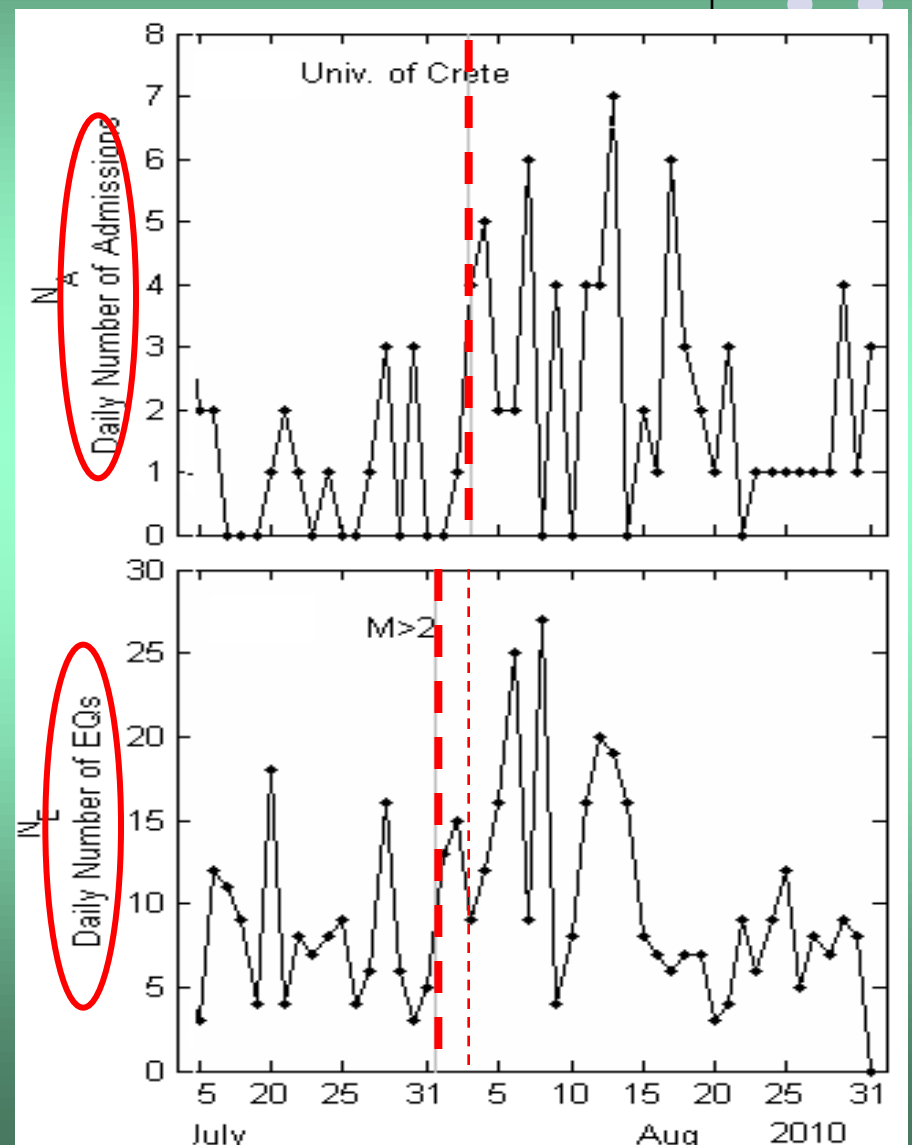 8
Univ. of Crete
7
6
5
4
3
2
1
0
N A
Daily Number of Admissions
30
M>2
25
20
15
10
5
0
N E
Daily Number of EQs
5 20 25 31 5 10 15 20 25 31
July Aug 2010